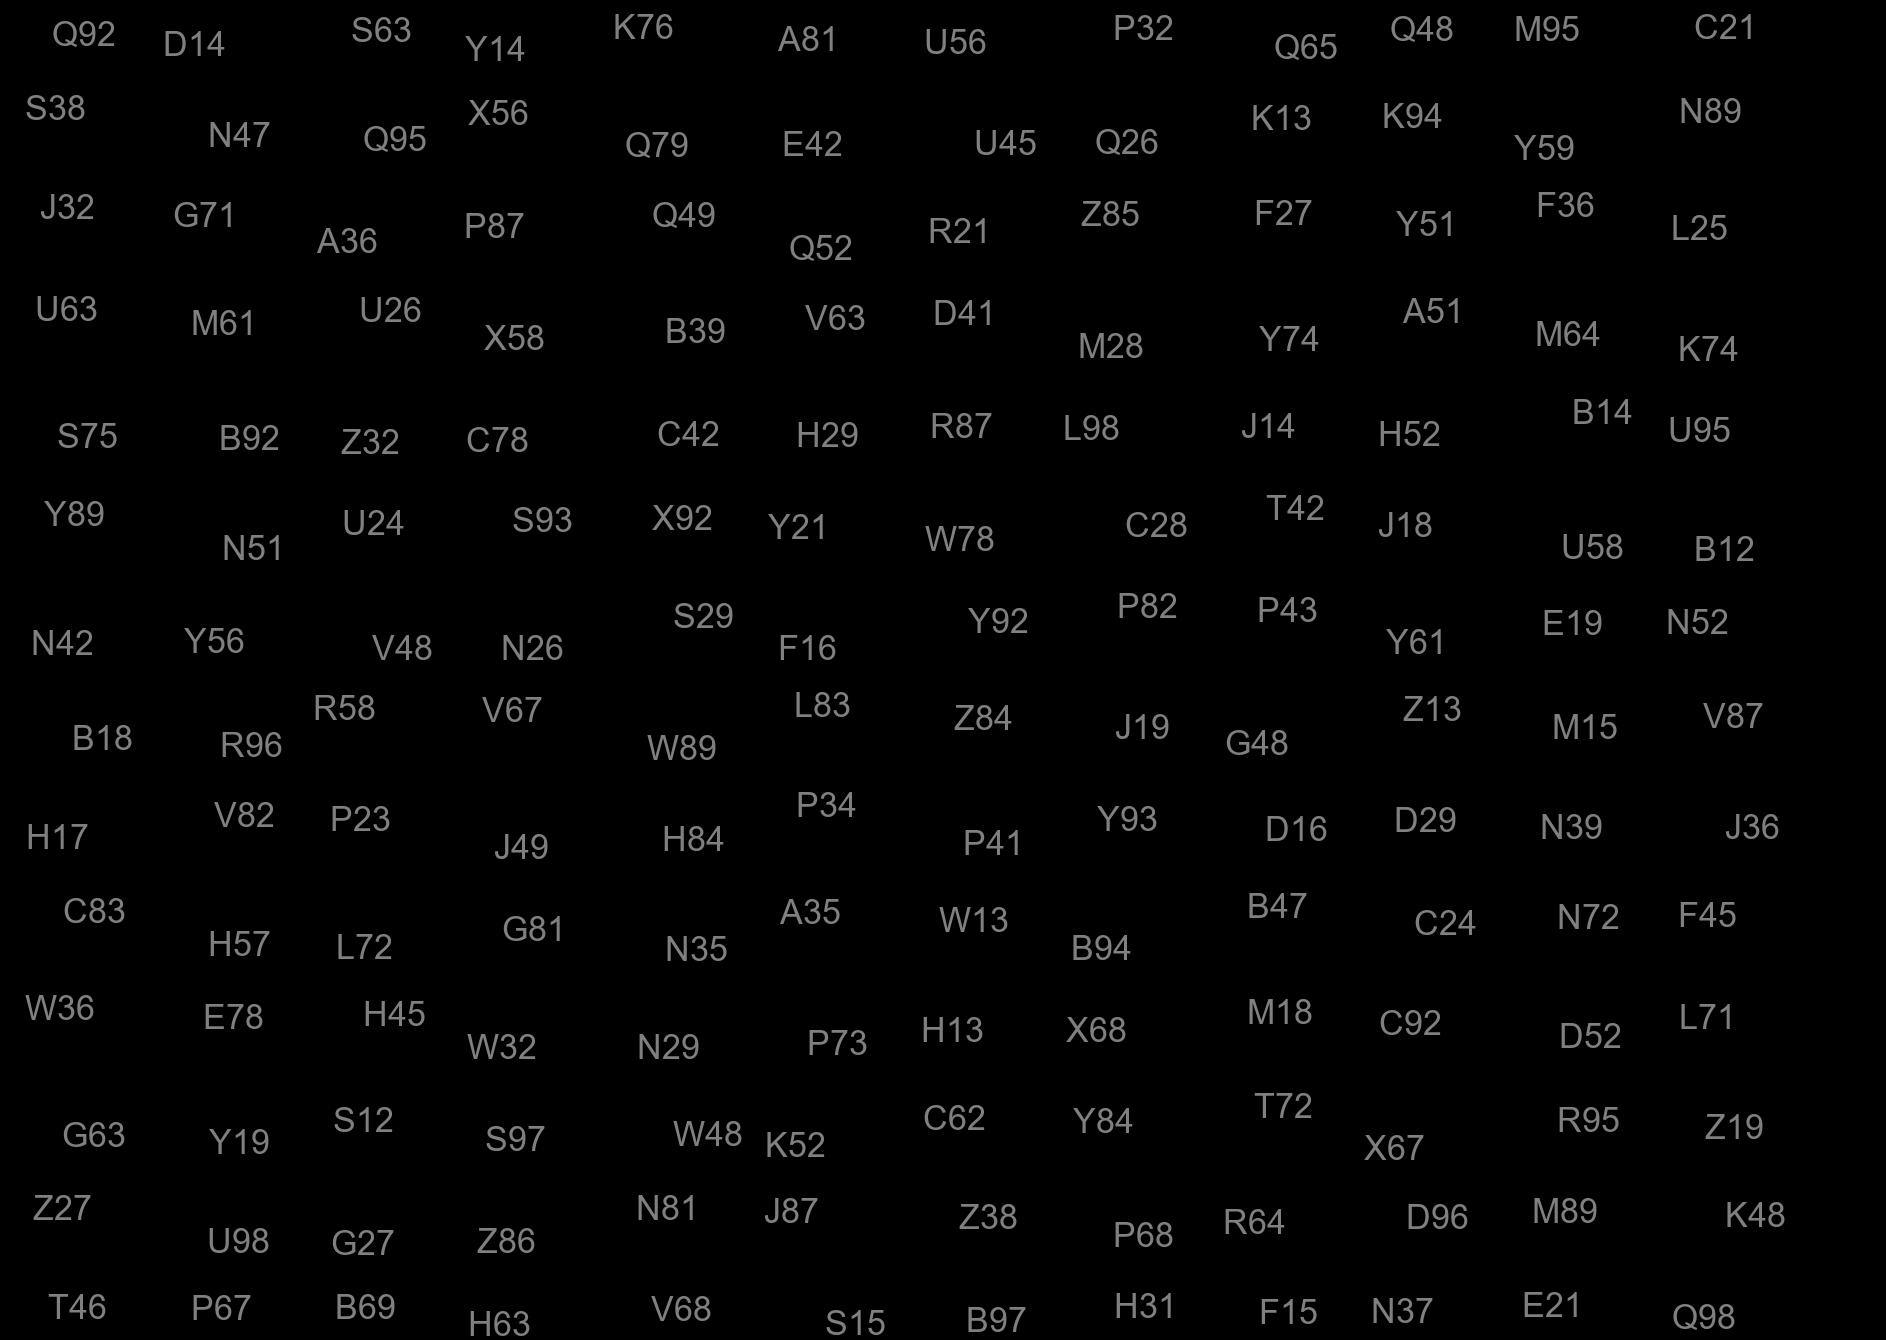 Q92 D14 S63 Y14 K76 A81 U56 P32 Q65 Q48 M95 C21
S38 N47 Q95 X56 Q79 E42 U45 Q26 K13 K94 Y59 N89
J32 G71 A36 P87 Q49 Q52 R21 Z85 F27 Y51 F36 L25
U63 M61 U26 X58 B39 V63 D41 M28 Y74 A51 M64 K74
S75 B92 Z32 C78 C42 H29 R87 L98 J14 H52 B14 U95
Y89 N51 U24 S93 X92 Y21 W78 C28 T42 J18 U58 B12
N42 Y56 V48 N26 S29 F16 Y92 P82 P43 Y61 E19 N52
B18 R96 R58 V67 W89 L83 Z84 J19 G48 Z13 M15 V87
H17 V82 P23 J49 H84 P34 P41 Y93 D16 D29 N39 J36
C83 H57 L72 G81 N35 A35 W13 B94 B47 C24 N72 F45
W36 E78 H45 W32 N29 P73 H13 X68 M18 C92 D52 L71
G63 Y19 S12 S97 W48 K52 C62 Y84 T72 X67 R95 Z19
Z27 U98 G27 Z86 N81 J87 Z38 P68 R64 D96 M89 K48
T46 P67 B69 H63 V68 S15 B97 H31 F15 N37 E21 Q98